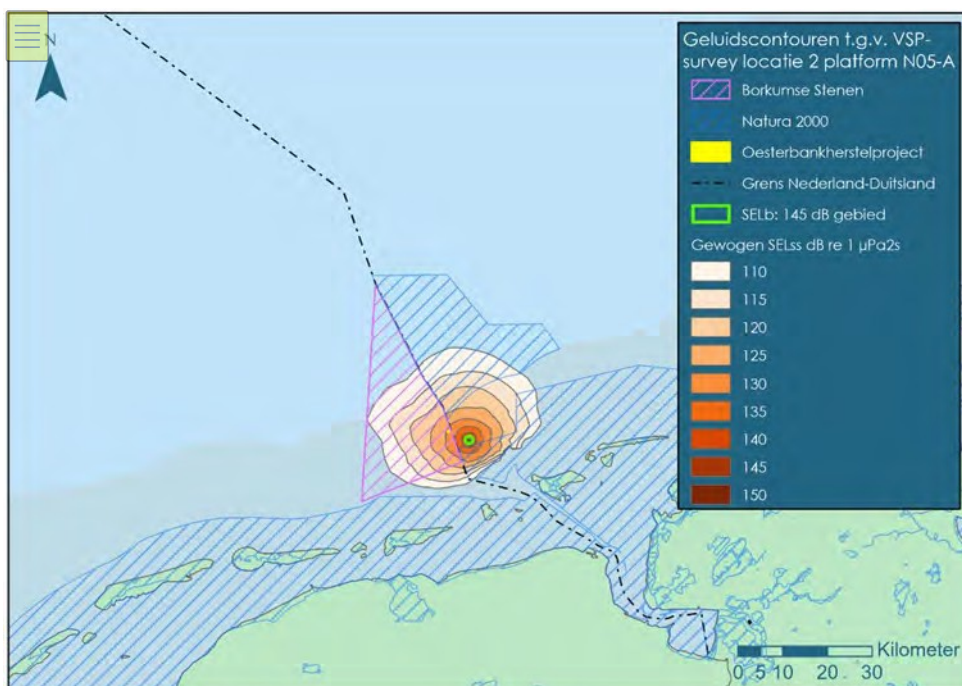 N
Geluidscontouren t.g.v. VSP-
survey locatie 2 platform N05-A
Borkumse Stenen
Natura 2000
Oesterbankherstelproject
Grens Nederland-Duitsland
SELb: 145 dB gebied
Gewogen SELss dB re 1 µPa2s
110
115
120
125
130
135
140
145
150
Kilometer
0 5 10 20 30